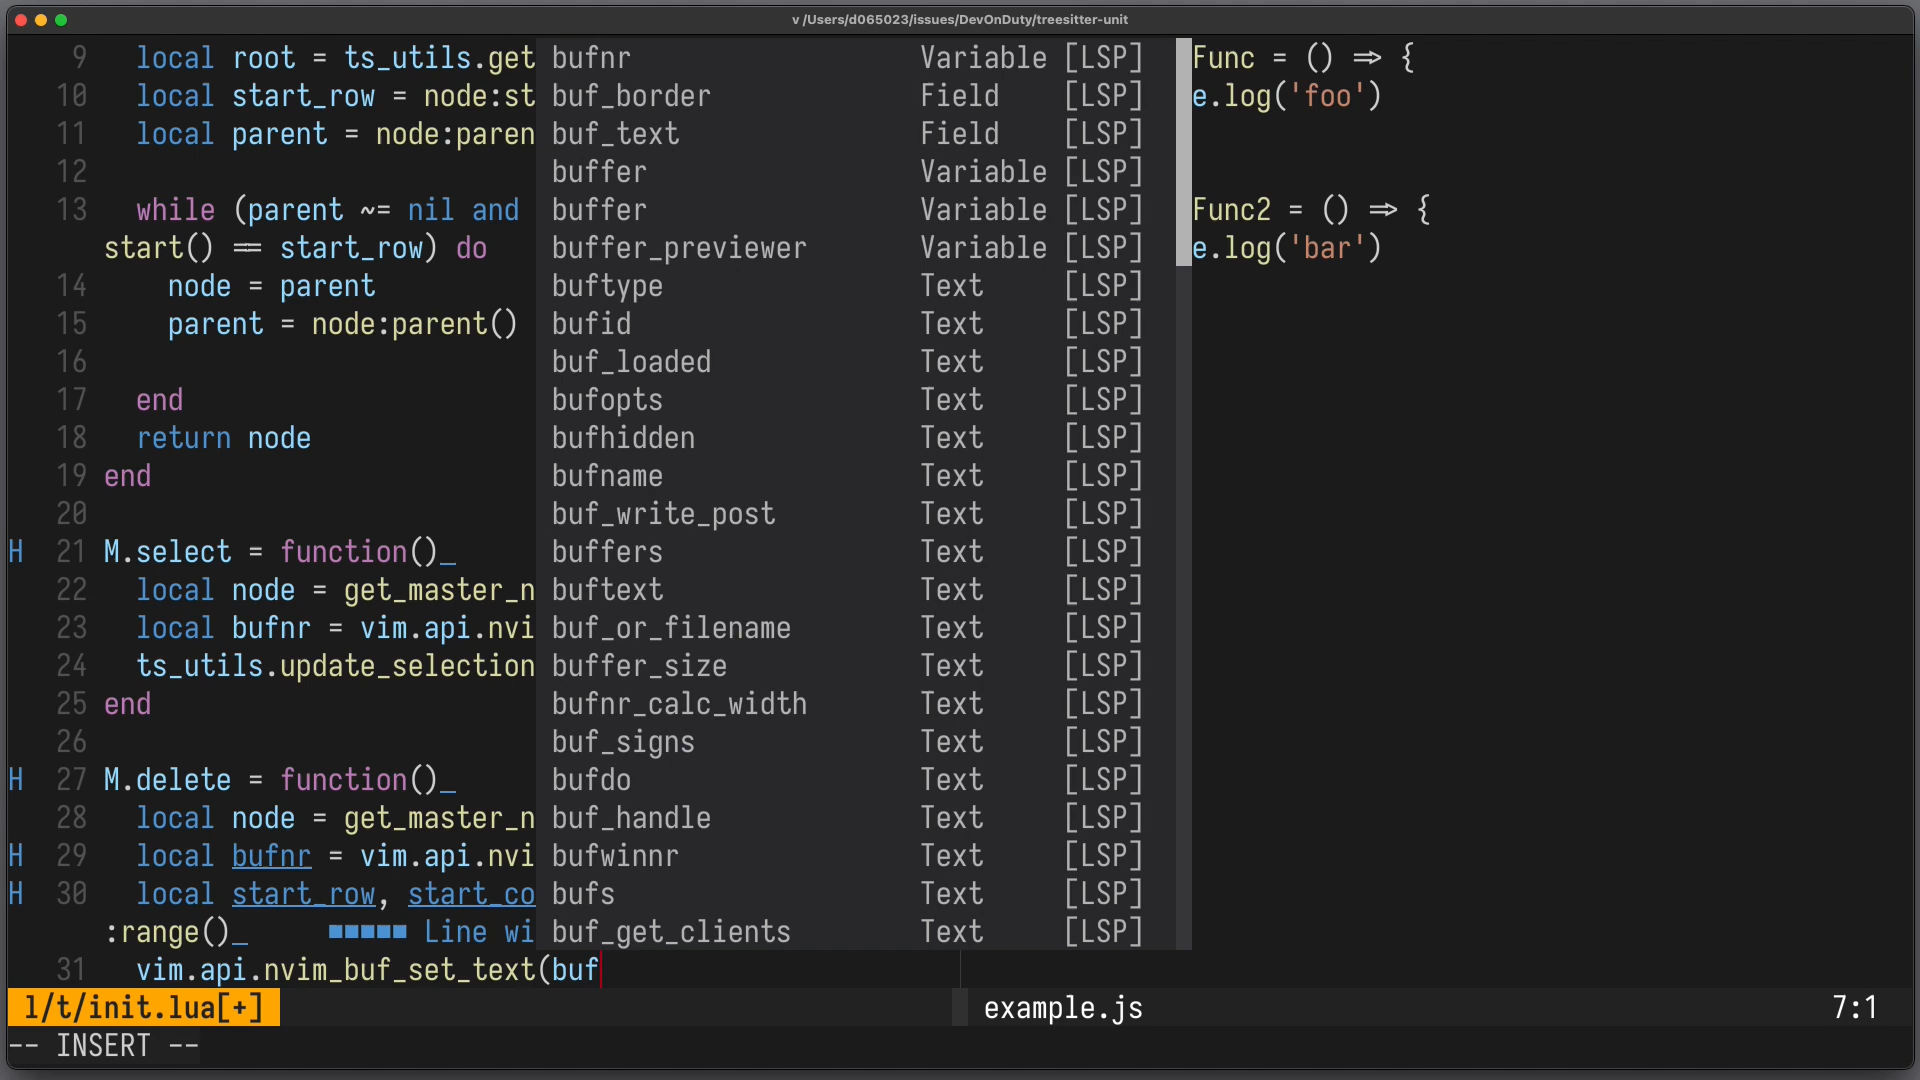 v /Users/d065023/issues/DevOnDuty/treesitter-unit
9 local root = ts_utils.get
10 local start_row = node:st
11 local parent = node:paren
12
13 while (parent ~= nil and
start() == start_row) do
14 node = parent
15 parent = node:parent()
16
17 end
18 return node
19 end
20
H 21 M.select = function()_
22 local node = get_master_n
23 local bufnr = vim.api.nvi
24 ts_utils.update_selection
25 end
26
H 27 M.delete = function()_
28 local node = get_master_n
H 29 local bufnr = vim.api.nvi
H 30 local start_row, start_co
:range()_ ■■■■■ Line wi
31 vim.api.nvim_buf_set_text(buf
bufnr Variable [LSP]
buf_border Field [LSP]
buf_text Field [LSP]
buffer Variable [LSP]
buffer Variable [LSP]
buffer_previewer Variable [LSP]
buftype Text [LSP]
bufid Text [LSP]
buf_loaded Text [LSP]
bufopts Text [LSP]
bufhidden Text [LSP]
bufname Text [LSP]
buf_write_post Text [LSP]
buffers Text [LSP]
buftext Text [LSP]
buf_or_filename Text [LSP]
buffer_size Text [LSP]
bufnr_calc_width Text [LSP]
buf_signs Text [LSP]
bufdo Text [LSP]
buf_handle Text [LSP]
bufwinnr Text [LSP]
bufs Text [LSP]
buf_get_clients Text [LSP]
Func = () => {
e.log('foo')
Func2 = () => {
e.log('bar')
l/t/init.lua[+]
example.js 7:1
-- INSERT --